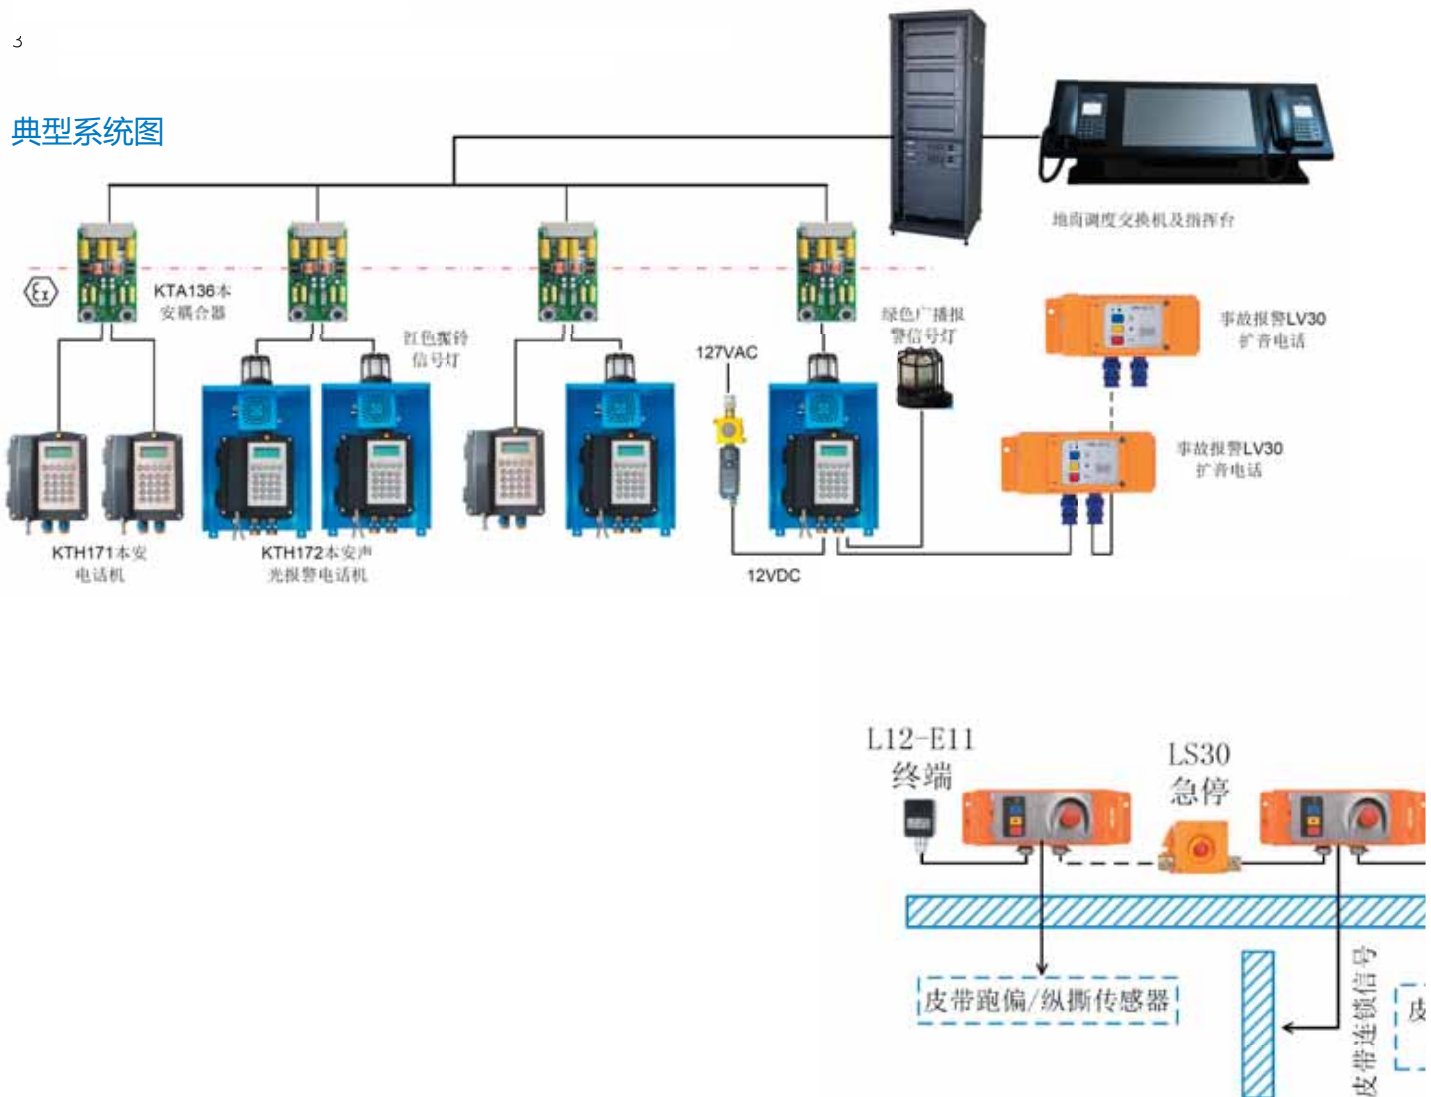 3
典型系统图
地面调度交换机及指挥台
Ex
KTA136本
安耦合器
红色振铃
信号灯
127VAC
绿色广播报
警信号灯
事故报警LV30
扩音电话
事故报警LV30
扩音电话
KTH171本安
电话机
KTH172本安声
光报警电话机
12VDC
L12-E11
终端
LS30
急停
皮带跑偏/纵撕传感器
皮带连锁信号
皮